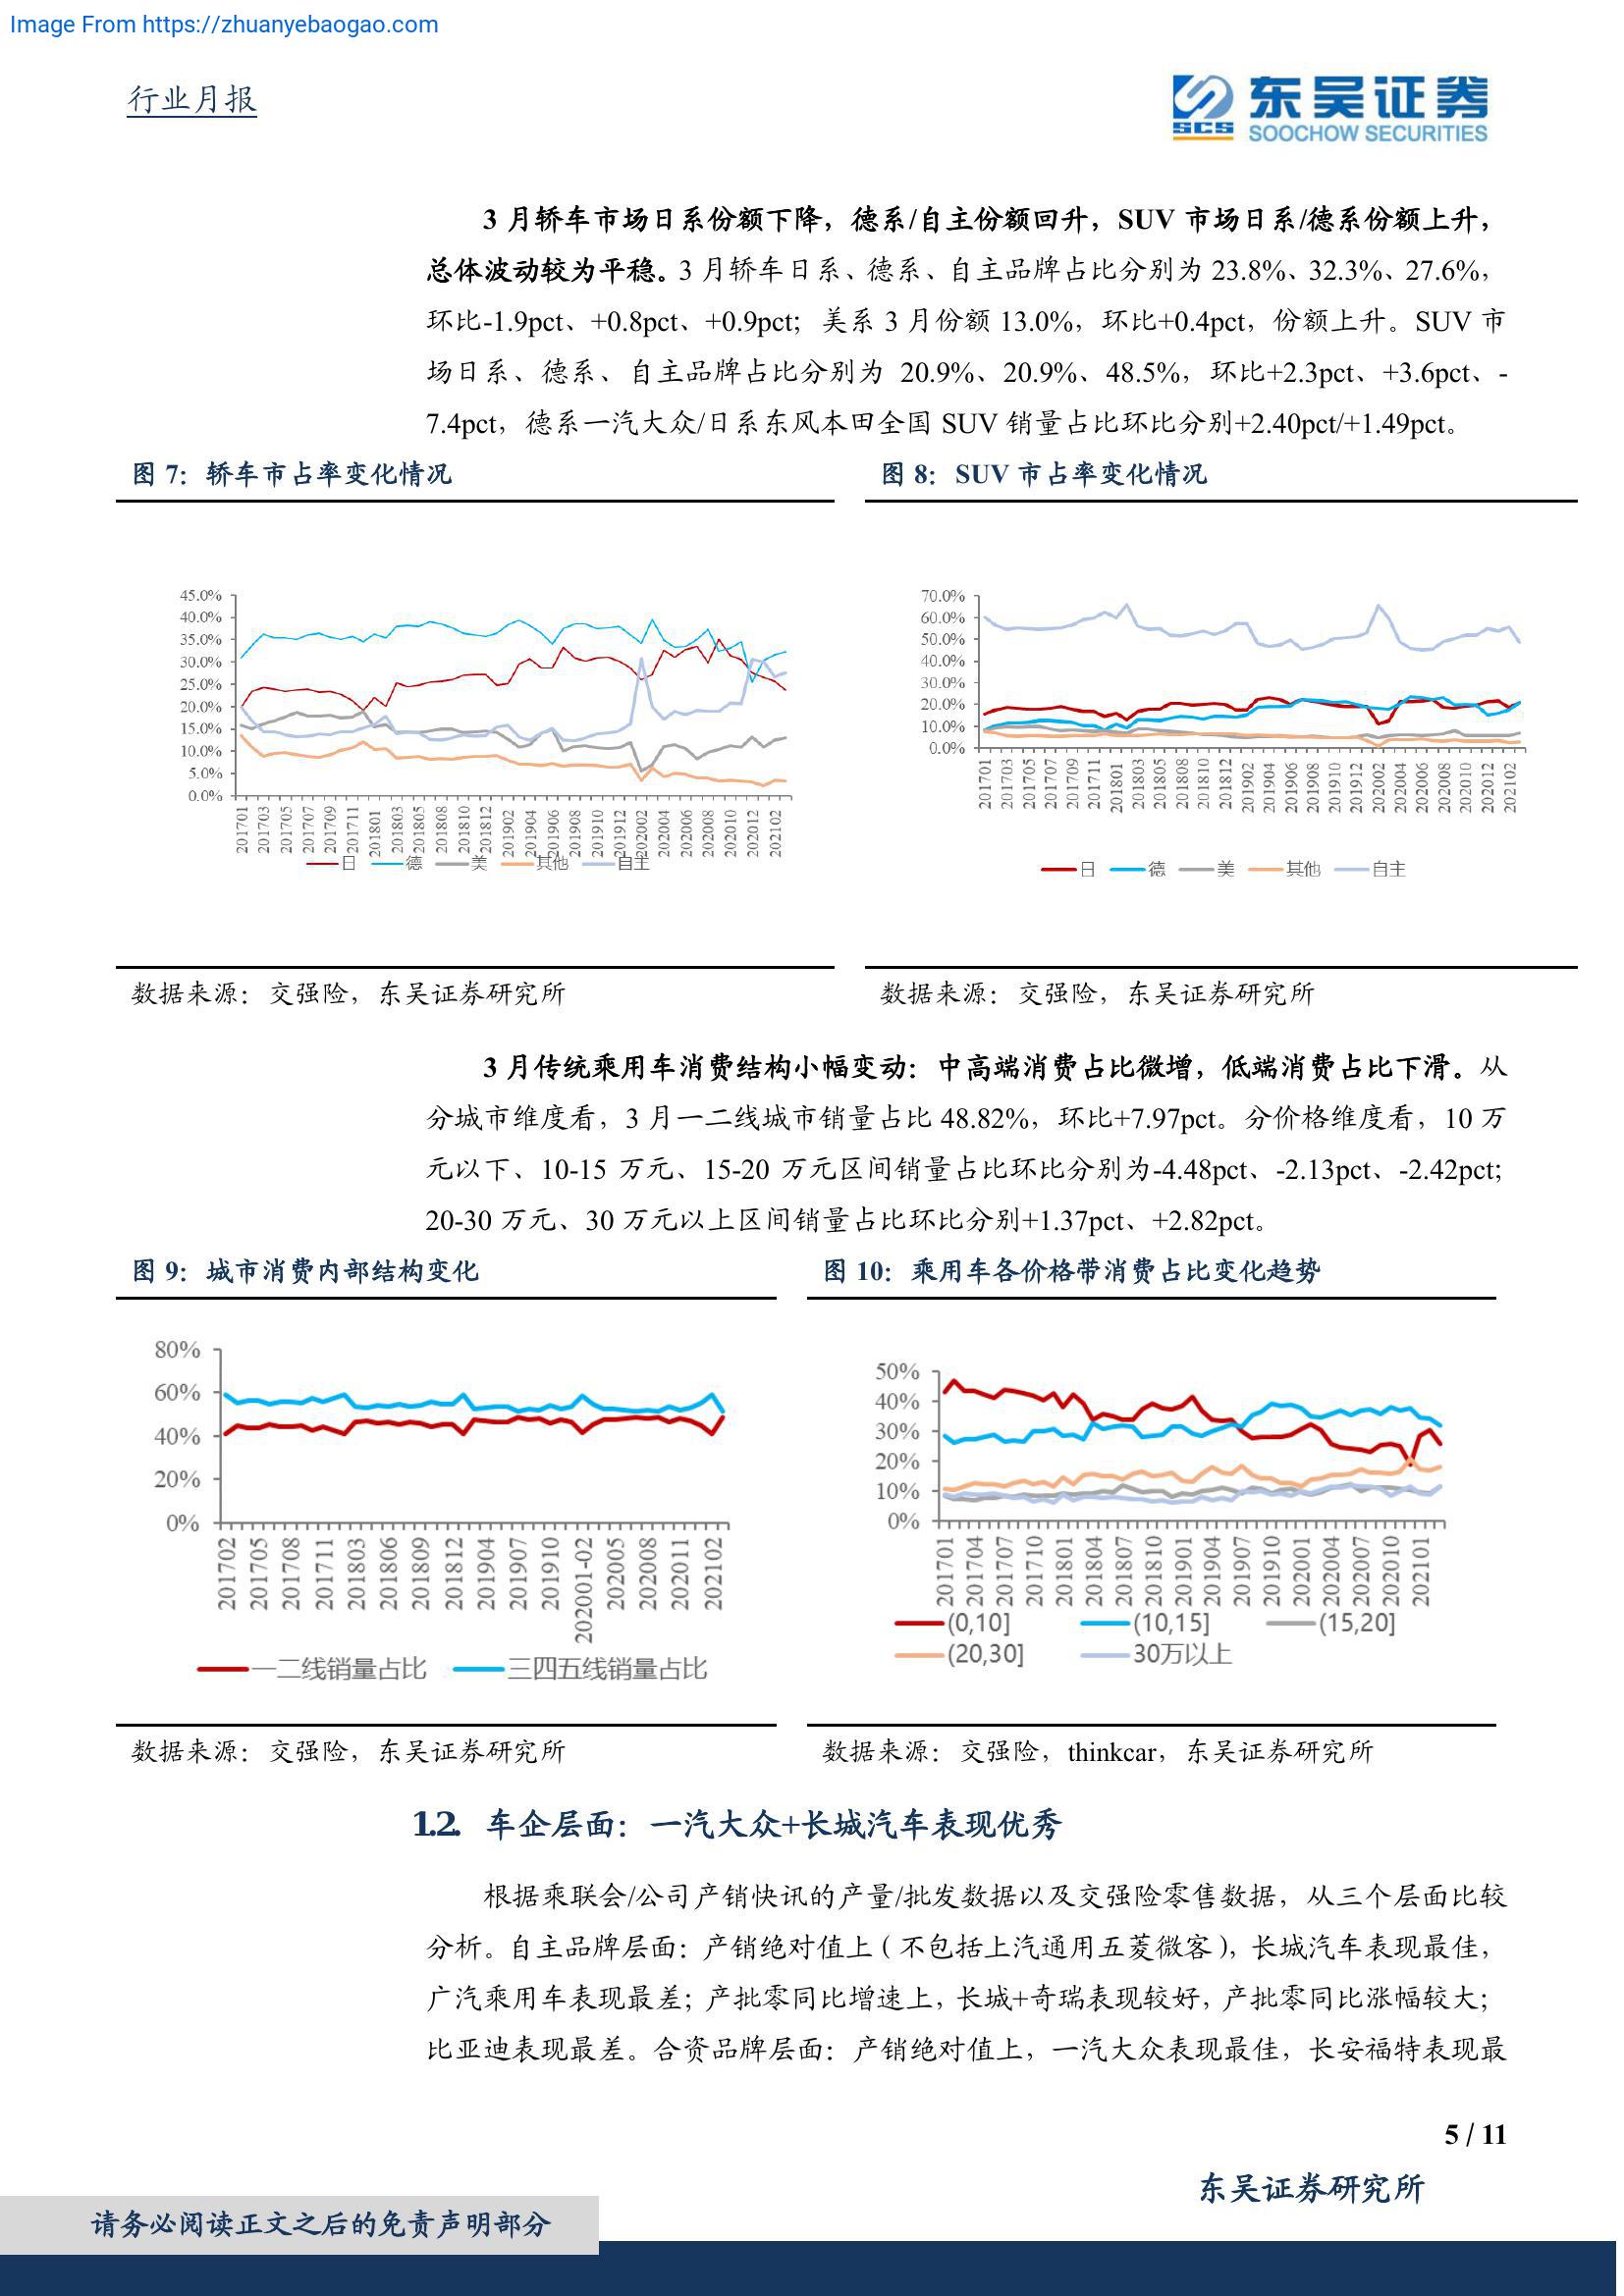 Image From https://zhuanyebaogao.com
行业月报
东吴证券
SCS
SOOCHOW SECURITIES
3 月轿车市场日系份额下降，德系/自主份额回升，SUV 市场日系/德系份额上升，
总体波动较为平稳。3 月轿车日系、德系、自主品牌占比分别为 23.8%、32.3%、27.6%，
环比-1.9pct、+0.8pct、+0.9pct；美系 3 月份额 13.0%，环比+0.4pct，份额上升。SUV 市
场日系、德系、自主品牌占比分别为 20.9%、20.9%、48.5%，环比+2.3pct、+3.6pct、-
7.4pct，德系一汽大众/日系东风本田全国 SUV 销量占比环比分别+2.40pct/+1.49pct。
图 7：轿车市占率变化情况
45.0%
40.0%
35.0%
30.0%
25.0%
20.0%
15.0%
10.0%
5.0%
0.0%
201701 201703 201705 201707 201709 201711 201801 201803 201805 201808 201810 201812 201902 201904 201906 201908 201910 201912 202002 202004 202006 202008 202010 202012 202102
日 德 美 其他 自主
数据来源：交强险，东吴证券研究所
图 8：SUV 市占率变化情况
70.0%
60.0%
50.0%
40.0%
30.0%
20.0%
10.0%
0.0%
201701 201703 201705 201707 201709 201711 201801 201803 201805 201808 201810 201812 201902 201904 201906 201908 201910 201912 202002 202004 202006 202008 202010 202012 202102
日 德 美 其他 自主
数据来源：交强险，东吴证券研究所
3 月传统乘用车消费结构小幅变动：中高端消费占比微增，低端消费占比下滑。从
分城市维度看，3 月一二线城市销量占比 48.82%，环比+7.97pct。分价格维度看，10 万
元以下、10-15 万元、15-20 万元区间销量占比环比分别为-4.48pct、-2.13pct、-2.42pct;
20-30 万元、30 万元以上区间销量占比环比分别+1.37pct、+2.82pct。
图 9：城市消费内部结构变化
80%
60%
40%
20%
0%
201702 201705 201708 201711 201803 201806 201809 201812 201904 201907 201910 202001-02 202005 202008 202011 202102
一二线销量占比 三四五线销量占比
数据来源：交强险，东吴证券研究所
图 10：乘用车各价格带消费占比变化趋势
50%
40%
30%
20%
10%
0%
201701 201704 201707 201710 201801 201804 201807 201810 201901 201904 201907 201910 202001 202004 202007 202010 202101
(0,10] (10,15] (15,20]
(20,30] 30万以上
数据来源：交强险，thinkcar，东吴证券研究所
1.2. 车企层面：一汽大众+长城汽车表现优秀
根据乘联会/公司产销快讯的产量/批发数据以及交强险零售数据，从三个层面比较
分析。自主品牌层面：产销绝对值上（不包括上汽通用五菱微客），长城汽车表现最佳，
广汽乘用车表现最差；产批零同比增速上，长城+奇瑞表现较好，产批零同比涨幅较大；
比亚迪表现最差。合资品牌层面：产销绝对值上，一汽大众表现最佳，长安福特表现最
5 / 11
东吴证券研究所
请务必阅读正文之后的免责声明部分